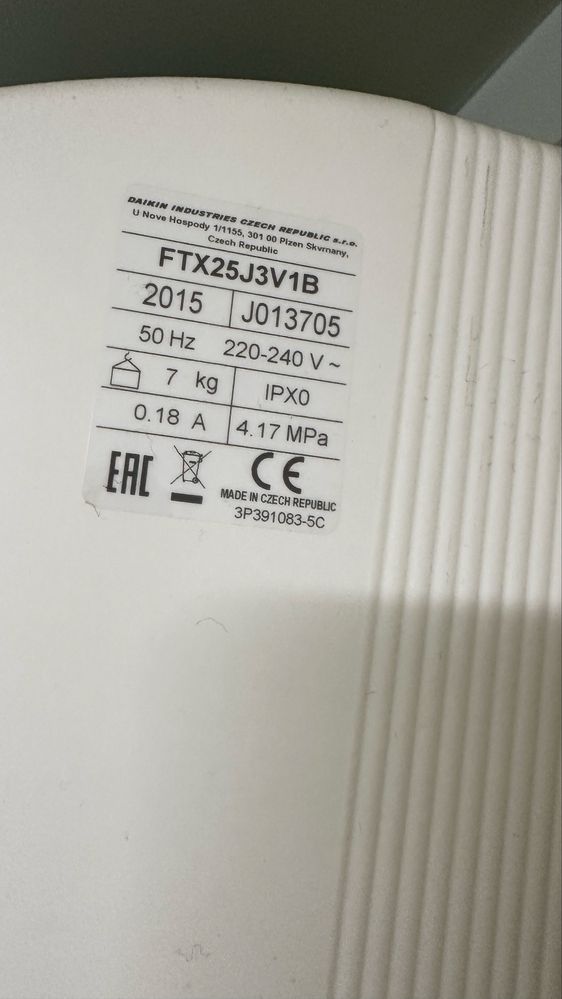 DAIKIN INDUSTRIES CZECH REPUBLIC s.r.o.
U Nove Hospody 1/1155, 301 00 Plzen Skvrnany,
Czech Republic
FTX25J3V1B
2015 J013705
50 Hz 220-240 V ~
7 kg IPX0
0.18 A 4.17 MPa
EAC CE
MADE IN CZECH REPUBLIC
3P391083-5C